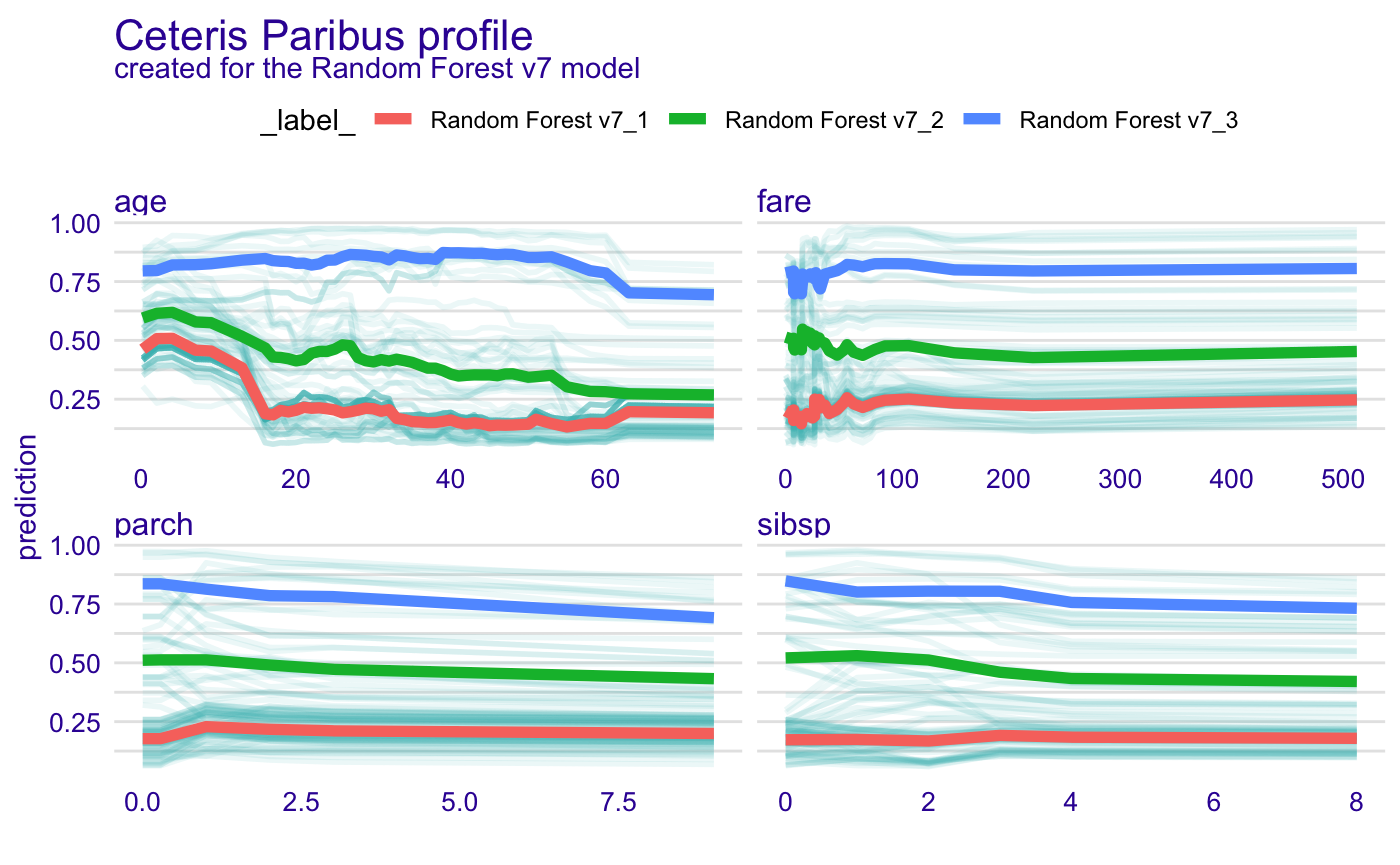 Ceteris Paribus profile
created for the Random Forest v7 model
_label_ Random Forest v7_1 Random Forest v7_2 Random Forest v7_3
age fare
1.00
0.75
0.50
0.25
0 20 40 60 0 100 200 300 400 500
prediction
parch sibsp
1.00
0.75
0.50
0.25
0.0 2.5 5.0 7.5 0 2 4 6 8